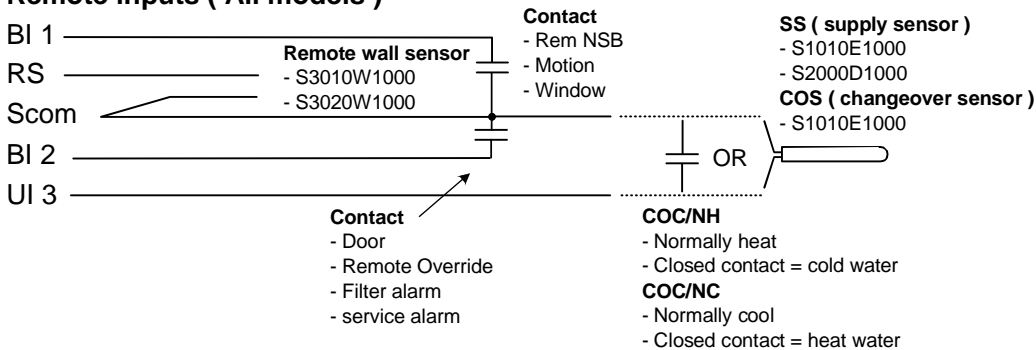 Remote inputs ( All models )
BI 1
RS
Scom
BI 2
UI 3
Remote wall sensor
- S3010W1000
- S3020W1000
Contact
- Rem NSB
- Motion
- Window
SS ( supply sensor )
- S1010E1000
- S2000D1000
COS ( changeover sensor )
- S1010E1000
OR
Contact
- Door
- Remote Override
- Filter alarm
- service alarm
COC/NH
- Normally heat
- Closed contact = cold water
COC/NC
- Normally cool
- Closed contact = heat water